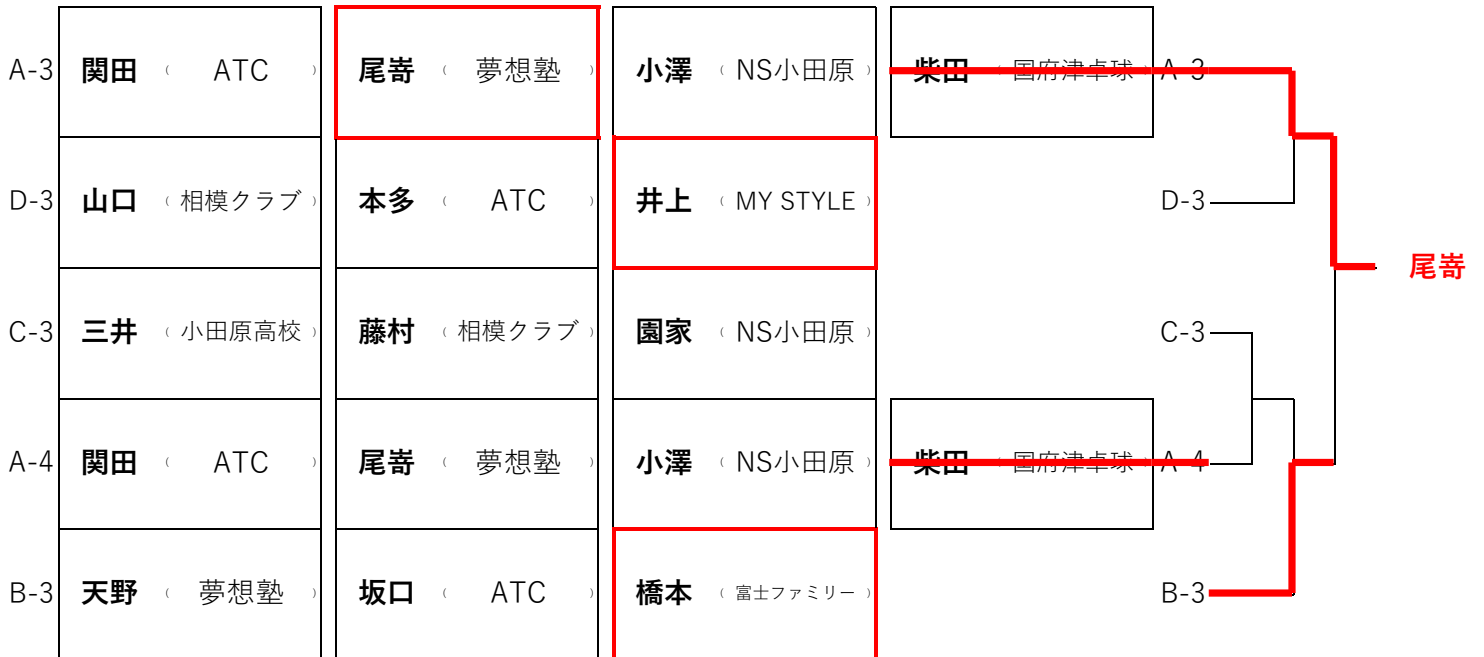 A-3 関田 （ ATC ） 尾嵜 （ 夢想塾 ） 小澤 （ NS小田原 ） 柴田 （ 国府津卓球 ） A-3
D-3 山口 （ 相模クラブ ） 本多 （ ATC ） 井上 （ MY STYLE ） D-3
尾嵜
C-3 三井 （ 小田原高校 ） 藤村 （ 相模クラブ ） 園家 （ NS小田原 ） C-3
A-4 関田 （ ATC ） 尾嵜 （ 夢想塾 ） 小澤 （ NS小田原 ） 柴田 （ 国府津卓球 ） A-4
B-3 天野 （ 夢想塾 ） 坂口 （ ATC ） 橋本 （ 富士ファミリー ） B-3